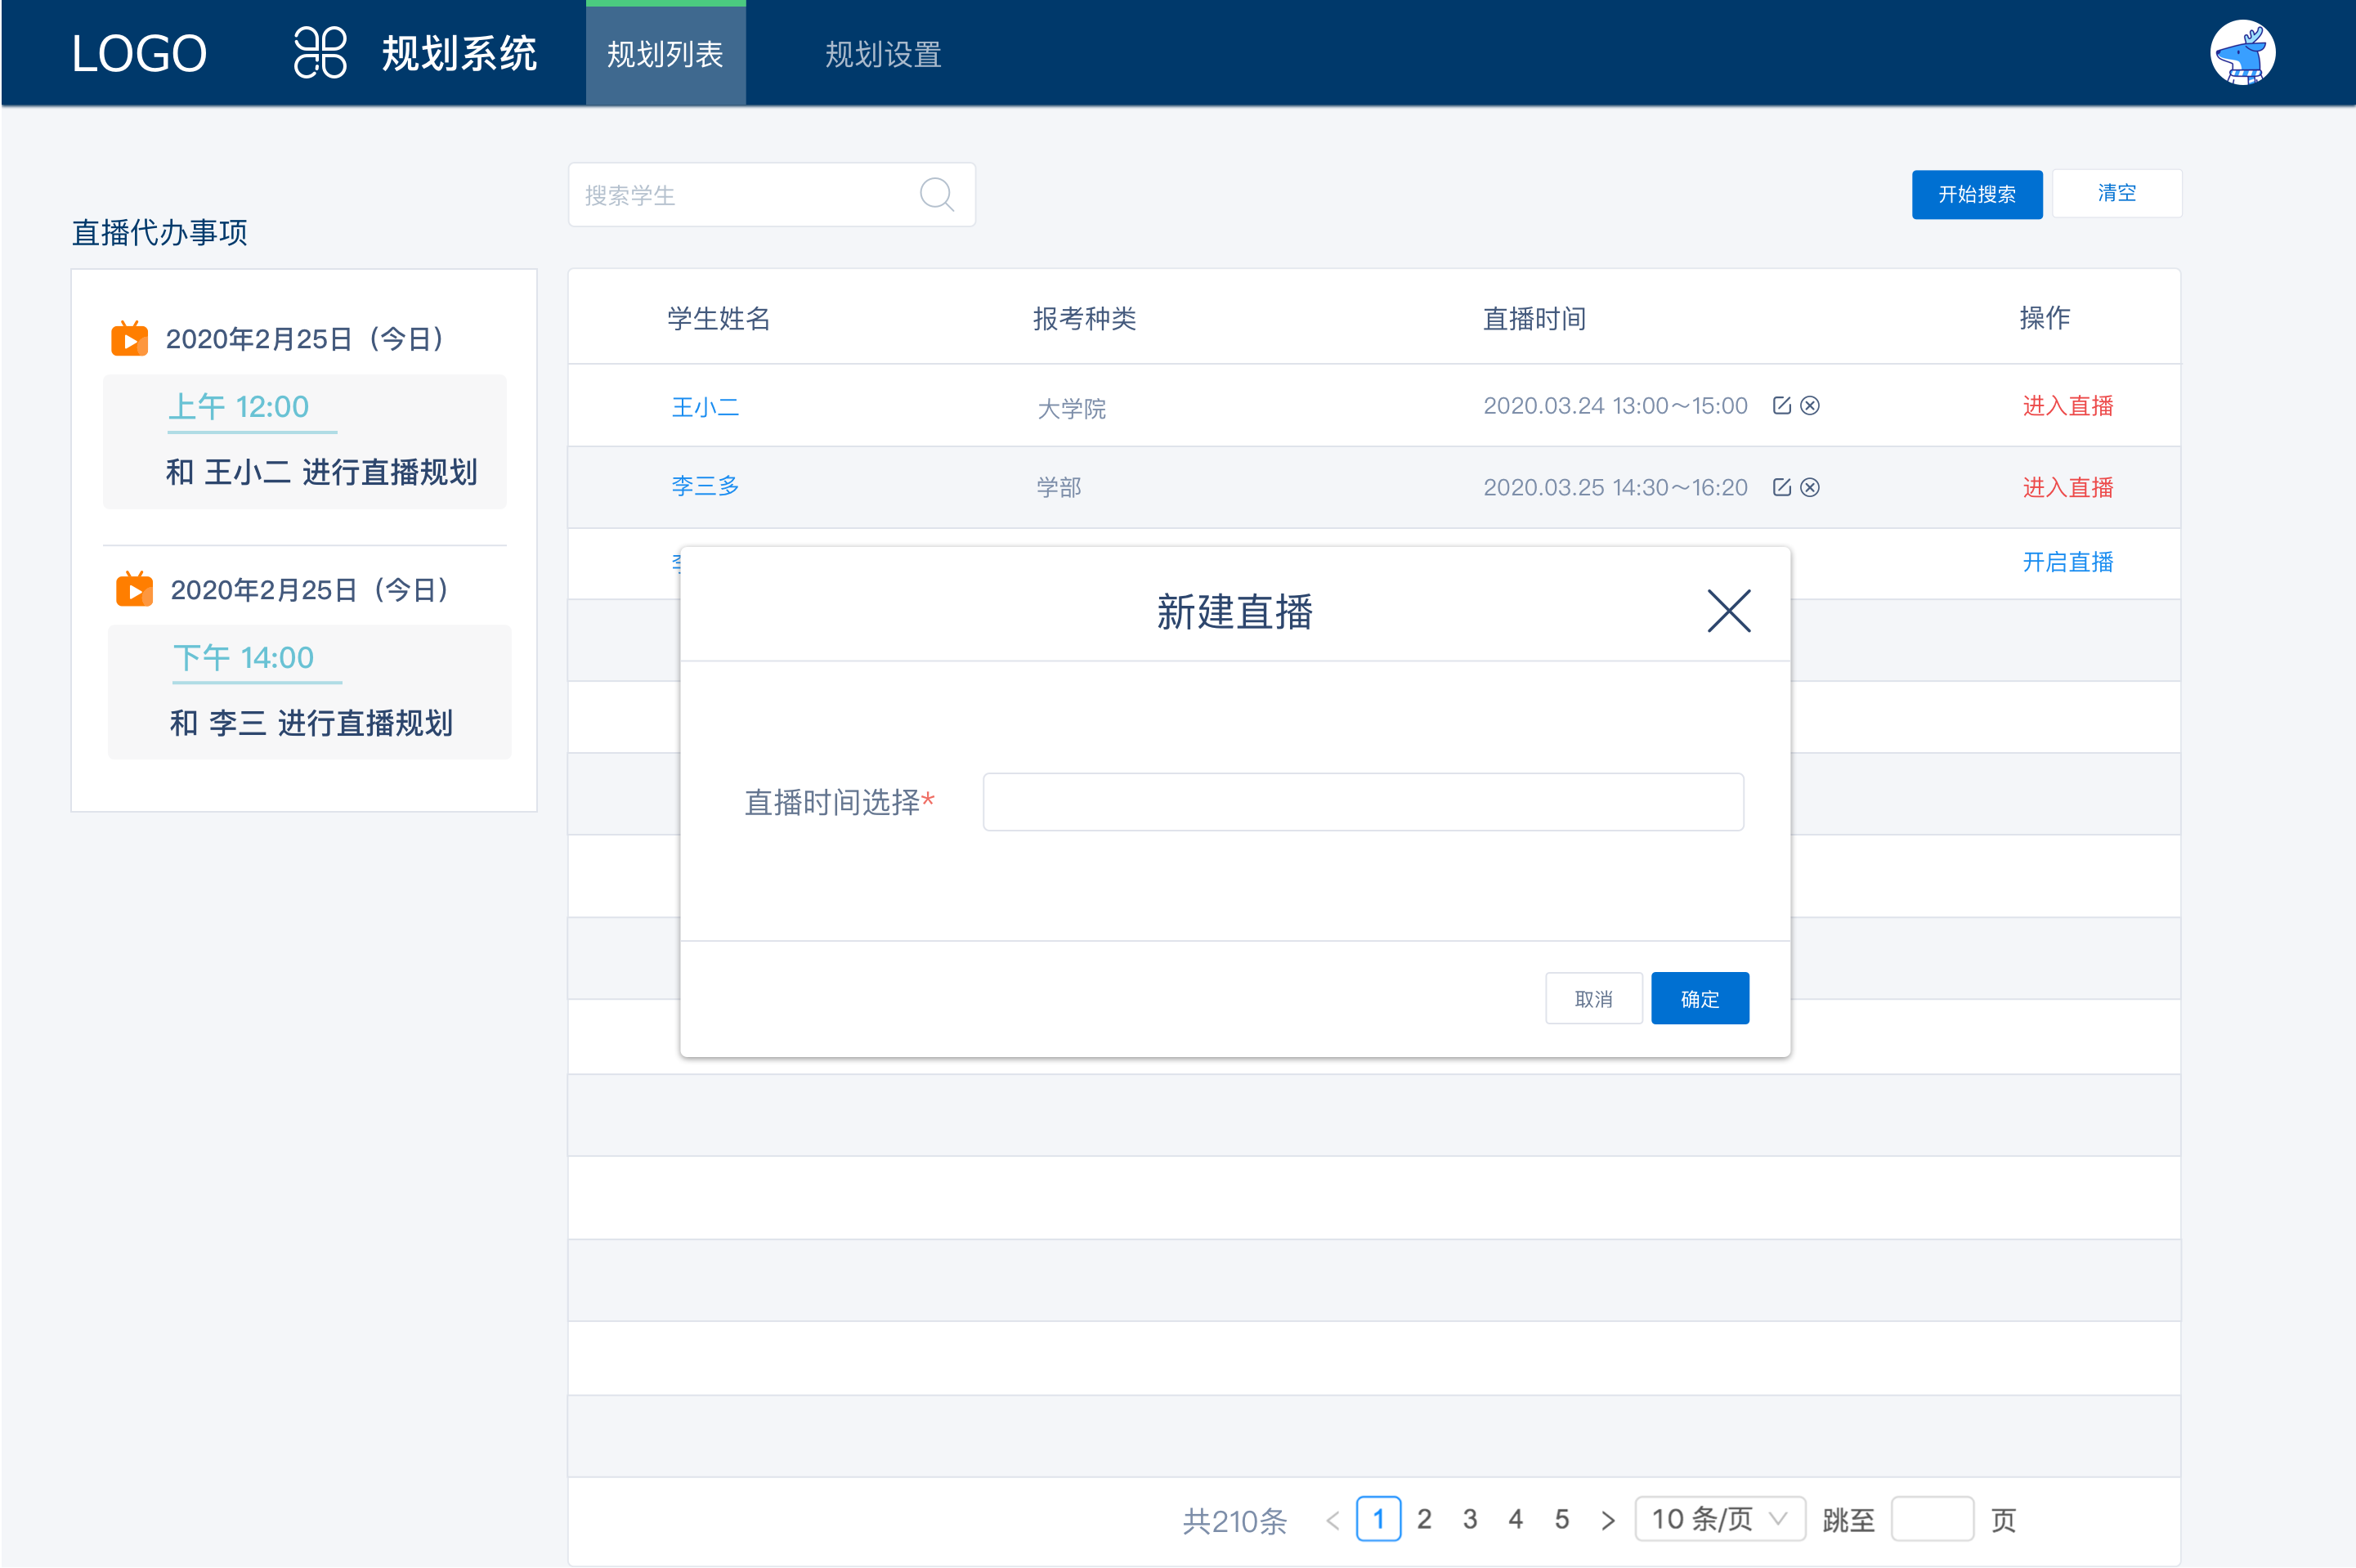 LOGO 规划系统 规划列表 规划设置
搜索学生
开始搜索 清空
直播代办事项
2020年2月25日（今日）
上午 12:00
和 王小二 进行直播规划
2020年2月25日（今日）
下午 14:00
和 李三 进行直播规划
学生姓名 报考种类 直播时间 操作
王小二 大学院 2020.03.24 13:00～15:00 进入直播
李三多 学部 2020.03.25 14:30～16:20 进入直播
开启直播
新建直播
直播时间选择*
取消 确定
共210条 < 1 2 3 4 5 > 10 条/页 跳至 页